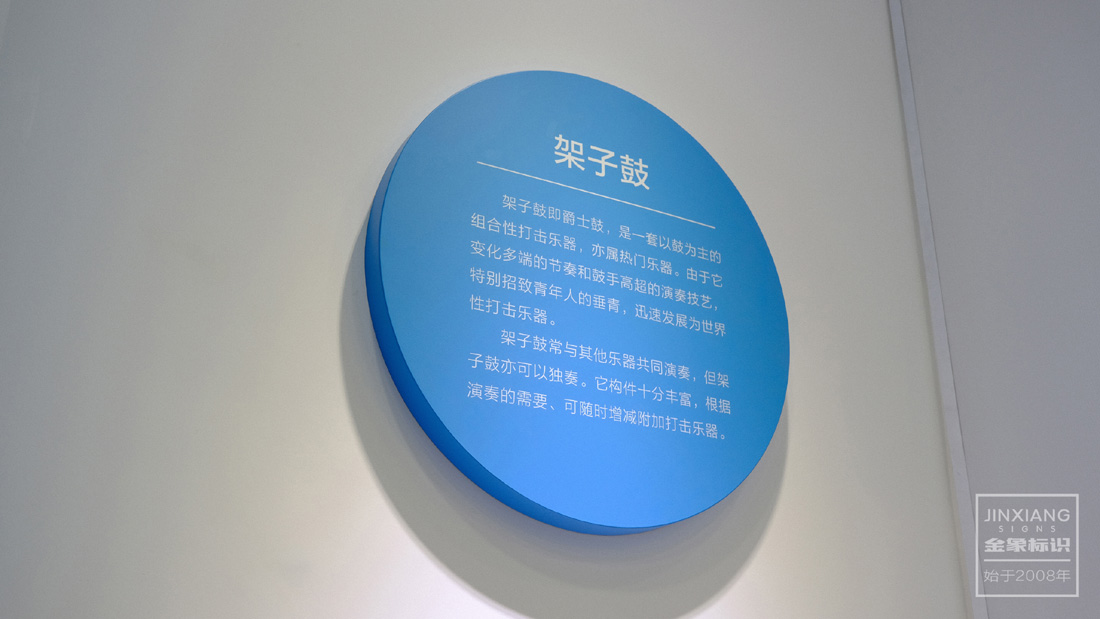 架子鼓
架子鼓即爵士鼓，是一套以鼓为主的
组合性打击乐器，亦属热门乐器。由于它
变化多端的节奏和鼓手高超的演奏技艺，
特别招致青年人的垂青，迅速发展为世界
性打击乐器。
架子鼓常与其他乐器共同演奏，但架
子鼓亦可以独奏。它构件十分丰富，根据
演奏的需要、可随时增减附加打击乐器。
JINXIANG
SIGNS
金象标识
始于2008年